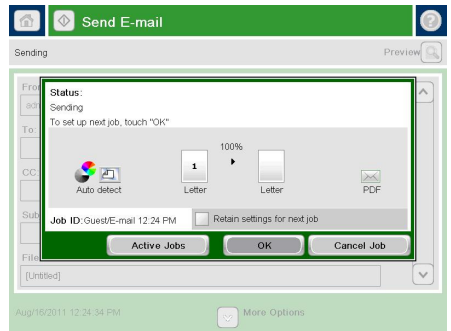 Send E-mail
Sending
Preview
From
Status:
Sending
To set up next job, touch "OK"
To:
100%
1
CC:
Auto detect
Letter
Letter
PDF
Sub
Job ID:Guest/E-mail 12:24 PM
Retain settings for next job
Active Jobs
OK
Cancel Job
File
[Untitled]
Aug/16/2011 12:24:34 PM
More Options